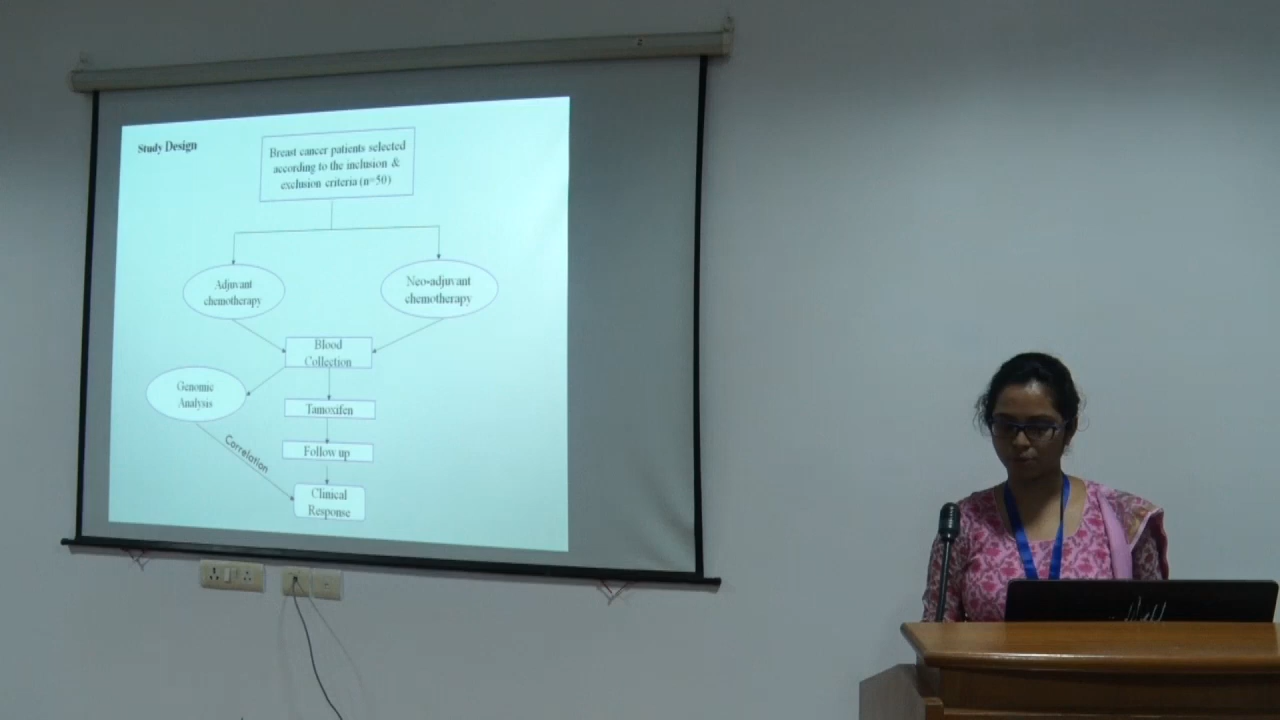 Study Design
Breast cancer patients selected
according to the inclusion &
exclusion criteria (n=50)
Adjuvant
chemotherapy
Neo-adjuvant
chemotherapy
Blood
Collection
Genomic
Analysis
Tamoxifen
Correlation
Follow up
Clinical
Response